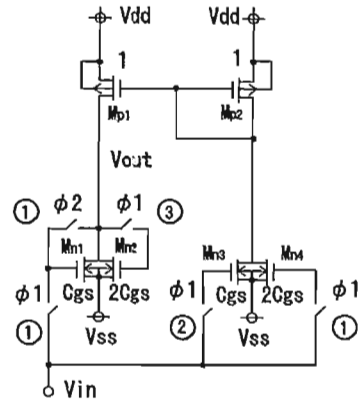 Vdd Vdd
1 1
Mp1 Mp2
Vout
① φ2 φ1 ③
Mn1 Mn2 Mn3 Mn4
φ1 Cgs 2Cgs φ1 Cgs 2Cgs φ1
① Vss ② Vss ①
Vin